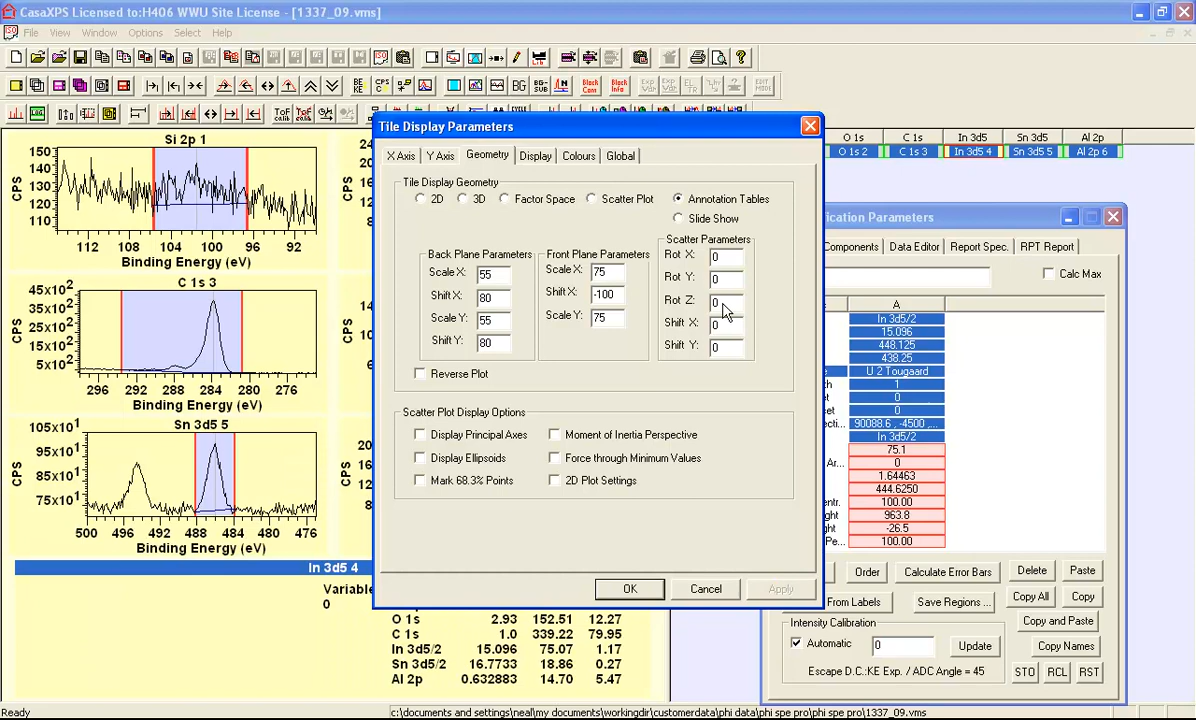 CasaXPS Licensed to:H406 WWU Site License - [1337_09.vms]
File View Window Options Select Help
Tile Display Parameters
X Axis Y Axis Geometry Display Colours Global
Tile Display Geometry
2D 3D Factor Space Scatter Plot Annotation Tables
Slide Show
Back Plane Parameters
Scale X: 55
Shift X: 80
Scale Y: 55
Shift Y: 80
Front Plane Parameters
Scale X: 75
Shift X: -100
Scale Y: 75
Scatter Parameters
Rot X: 0
Rot Y: 0
Rot Z: 0
Shift X: 0
Shift Y: 0
Reverse Plot
Scatter Plot Display Options
Display Principal Axes Moment of Inertia Perspective
Display Ellipsoids Force through Minimum Values
Mark 68.3% Points 2D Plot Settings
OK Cancel Apply
Si 2p 1
CPS
150
140
130
120
110
112 108 104 100 96 92
Binding Energy (eV)
C 1s 3
CPS
45x10²
35x10²
25x10²
15x10²
5x10²
296 292 288 284 280 276
Binding Energy (eV)
Sn 3d5 5
CPS
105x10¹
95x10¹
85x10¹
75x10¹
500 496 492 488 484 480 476
Binding Energy (eV)
In 3d5 4
Variabl
0
O 1s 2.93 152.51 12.27
C 1s 1.0 339.22 79.95
In 3d5/2 15.096 75.07 1.17
Sn 3d5/2 16.7733 18.86 0.27
Al 2p 0.632883 14.70 5.47
O 1s C 1s In 3d5 Sn 3d5 Al 2p
O 1s 2 C 1s 3 In 3d5 4 Sn 3d5 5 Al 2p 6
ification Parameters
omponents Data Editor Report Spec. RPT Report
Calc Max
A
In 3d5/2
15.096
448.125
438.25
U 2 Tougaard
1
0
0
90088.6 , -4500 ,...
In 3d5/2
75.1
0
1.64463
444.6250
100.00
963.8
-26.5
100.00
Order Calculate Error Bars Delete Paste
From Labels Save Regions ... Copy All Copy
Intensity Calibration
Automatic 0 Update
Escape D.C.:KE Exp. / ADC Angle = 45
Copy and Paste
Copy Names
STO RCL RST
Ready
c:\documents and settings\neal\my documents\workingdir\customerdata\phi data\phi spe pro\phi spe pro\1337_09.vms